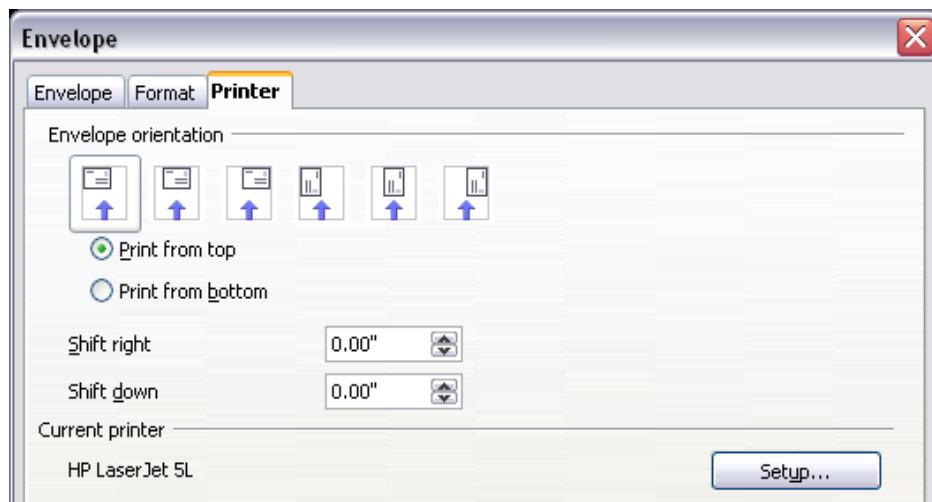 Envelope
Envelope Format Printer
Envelope orientation
Print from top
Print from bottom
Shift right 0.00"
Shift down 0.00"
Current printer
HP LaserJet 5L Setup...